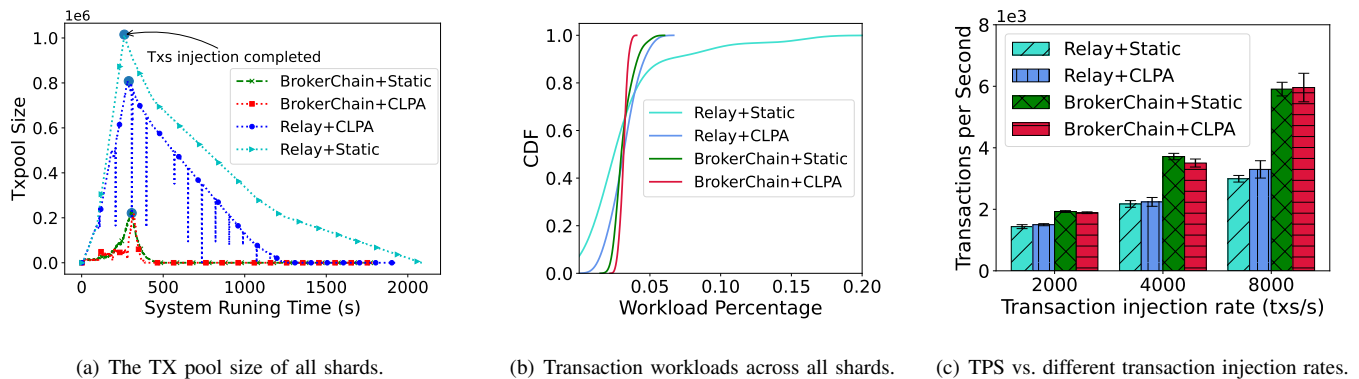 1e6
1.0
0.8
0.6
0.4
0.2
0.0
Txpool Size
Txs injection completed
BrokerChain+Static
BrokerChain+CLPA
Relay+CLPA
Relay+Static
0 500 1000 1500 2000
System Runing Time (s)
(a) The TX pool size of all shards.
1.0
0.8
0.6
0.4
0.2
0.0
CDF
Relay+Static
Relay+CLPA
BrokerChain+Static
BrokerChain+CLPA
0.05 0.10 0.15 0.20
Workload Percentage
(b) Transaction workloads across all shards.
1e3
8
6
4
2
0
Transactions per Second
Relay+Static
Relay+CLPA
BrokerChain+Static
BrokerChain+CLPA
2000 4000 8000
Transaction injection rate (txs/s)
(c) TPS vs. different transaction injection rates.